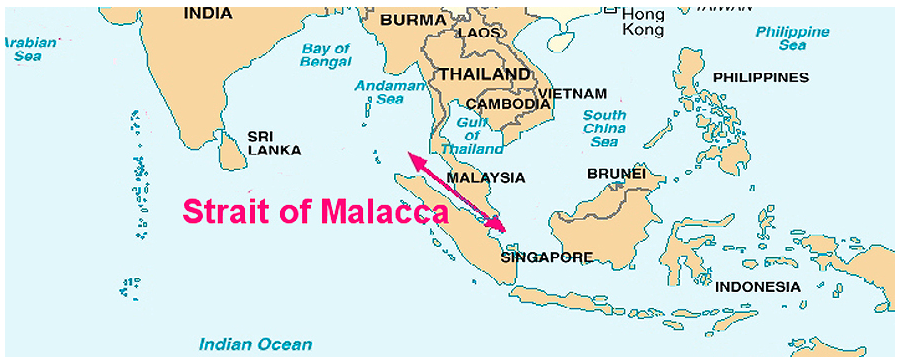 INDIA
BURMA
Hong
Kong
TAIWAN
Philippine
Sea
Arabian
Sea
Bay of
Bengal
LAOS
THAILAND
Andaman
Sea
VIETNAM
CAMBODIA
PHILIPPINES
Gulf
of
Thailand
South
China
Sea
SRI
LANKA
MALAYSIA
BRUNEI
Strait of Malacca
SINGAPORE
INDONESIA
Indian Ocean